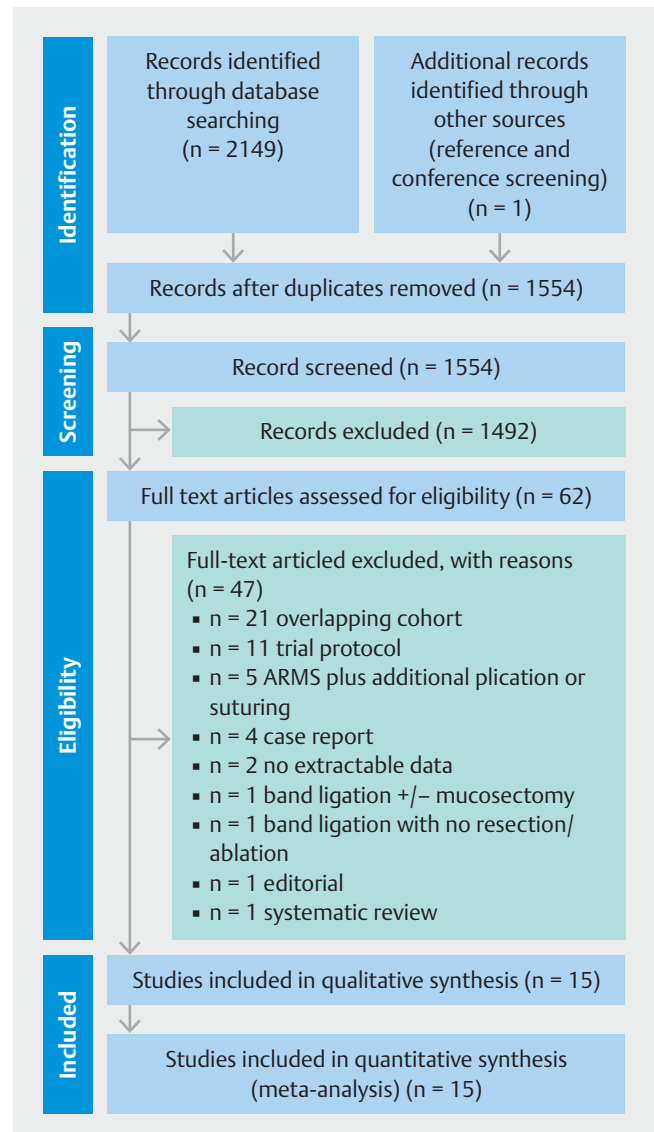 Identification
Records identified
through database
searching
(n = 2149)
Additional records
identified through
other sources
(reference and
conference screening)
(n = 1)
Records after duplicates removed (n = 1554)
Screening
Record screened (n = 1554)
Records excluded (n = 1492)
Eligibility
Full text articles assessed for eligibility (n = 62)
Full-text articled excluded, with reasons
(n = 47)
▪ n = 21 overlapping cohort
▪ n = 11 trial protocol
▪ n = 5 ARMS plus additional plication or
suturing
▪ n = 4 case report
▪ n = 2 no extractable data
▪ n = 1 band ligation +/− mucosectomy
▪ n = 1 band ligation with no resection/
ablation
▪ n = 1 editorial
▪ n = 1 systematic review
Included
Studies included in qualitative synthesis (n = 15)
Studies included in quantitative synthesis
(meta-analysis) (n = 15)